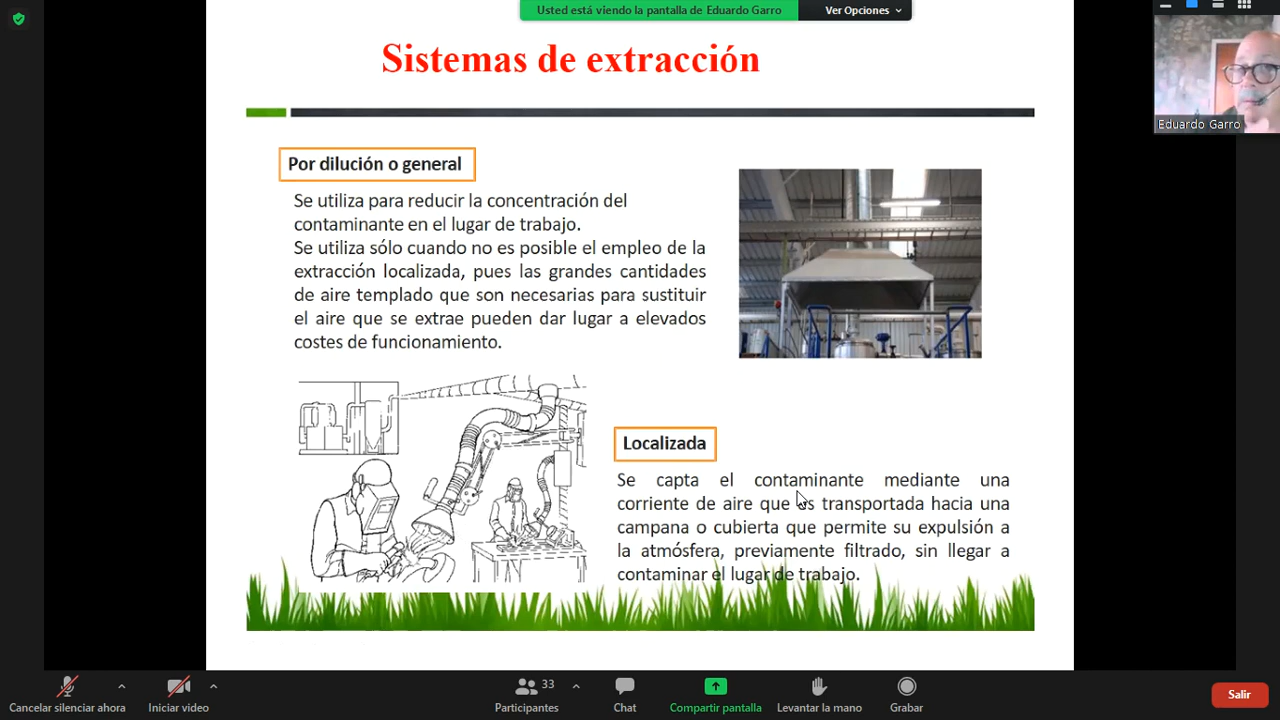 Usted está viendo la pantalla de Eduardo Garro
Ver Opciones
Sistemas de extracción
Eduardo Garro
Por dilución o general
Se utiliza para reducir la concentración del
contaminante en el lugar de trabajo.
Se utiliza sólo cuando no es posible el empleo de la
extracción localizada, pues las grandes cantidades
de aire templado que son necesarias para sustituir
el aire que se extrae pueden dar lugar a elevados
costes de funcionamiento.
Localizada
Se capta el contaminante mediante una
corriente de aire que es transportada hacia una
campana o cubierta que permite su expulsión a
la atmósfera, previamente filtrado, sin llegar a
contaminar el lugar de trabajo.
Cancelar silenciar ahora
Iniciar video
33
Participantes
Chat
Compartir pantalla
Levantar la mano
Grabar
Salir